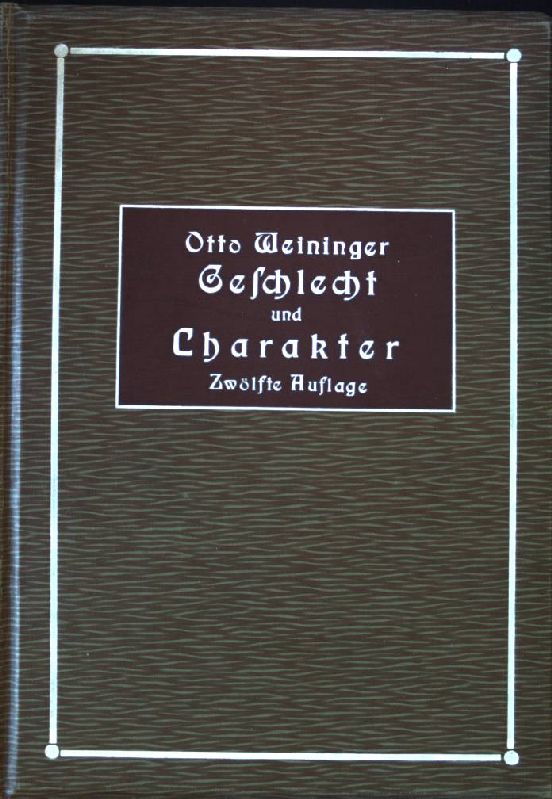 Otto Weininger
Geſchlecht
und
Charakter
Zwölfte Auflage